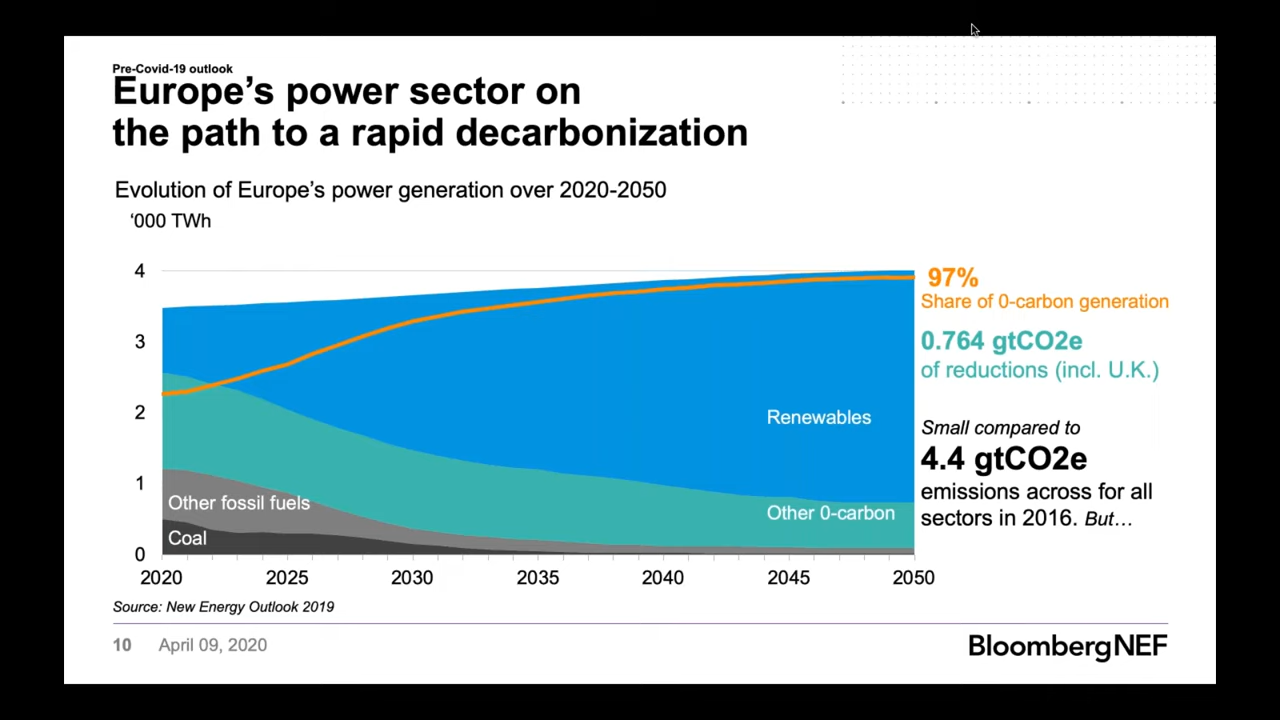 Pre-Covid-19 outlook
Europe’s power sector on
the path to a rapid decarbonization
Evolution of Europe’s power generation over 2020-2050
‘000 TWh
4
3
2
1
0
Renewables
Other fossil fuels
Other 0-carbon
Coal
2020 2025 2030 2035 2040 2045 2050
97%
Share of 0-carbon generation
0.764 gtCO2e
of reductions (incl. U.K.)
Small compared to
4.4 gtCO2e
emissions across for all
sectors in 2016. But…
Source: New Energy Outlook 2019
10 April 09, 2020
BloombergNEF